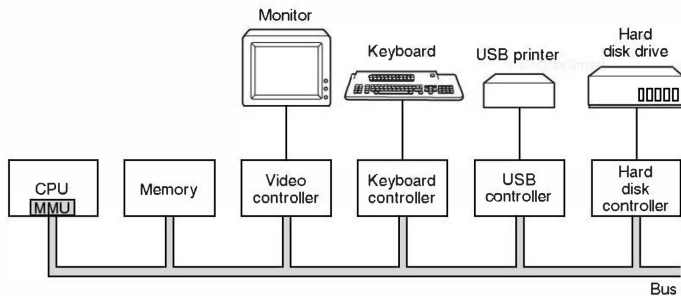 Monitor
Keyboard
USB printer
Hard
disk drive
CPU
MMU
Memory
Video
controller
Keyboard
controller
USB
controller
Hard
disk
controller
Bus